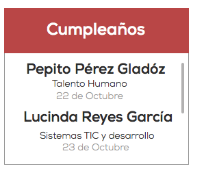 Cumpleaños
Pepito Pérez Gladóz
Talento Humano
22 de Octubre
Lucinda Reyes García
Sistemas TIC y desarrollo
23 de Octubre